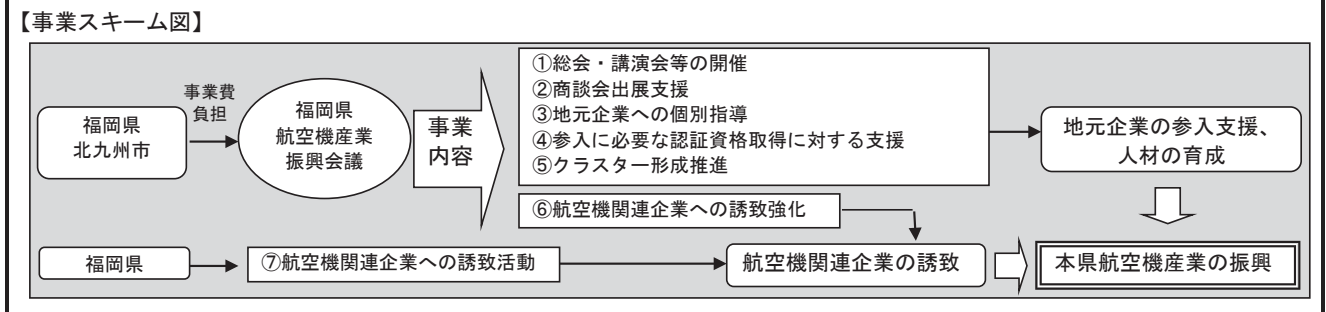 【事業スキーム図】
福岡県
北九州市
事業費
負担
福岡県
航空機産業
振興会議
事業
内容
①総会・講演会等の開催
②商談会出展支援
③地元企業への個別指導
④参入に必要な認証資格取得に対する支援
⑤クラスター形成推進
地元企業の参入支援、
人材の育成
⑥航空機関連企業への誘致強化
福岡県
⑦航空機関連企業への誘致活動
航空機関連企業の誘致
本県航空機産業の振興